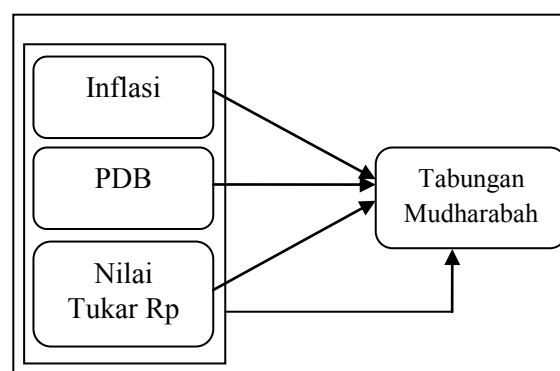 Inflasi
PDB
Nilai
Tukar Rp
Tabungan
Mudharabah